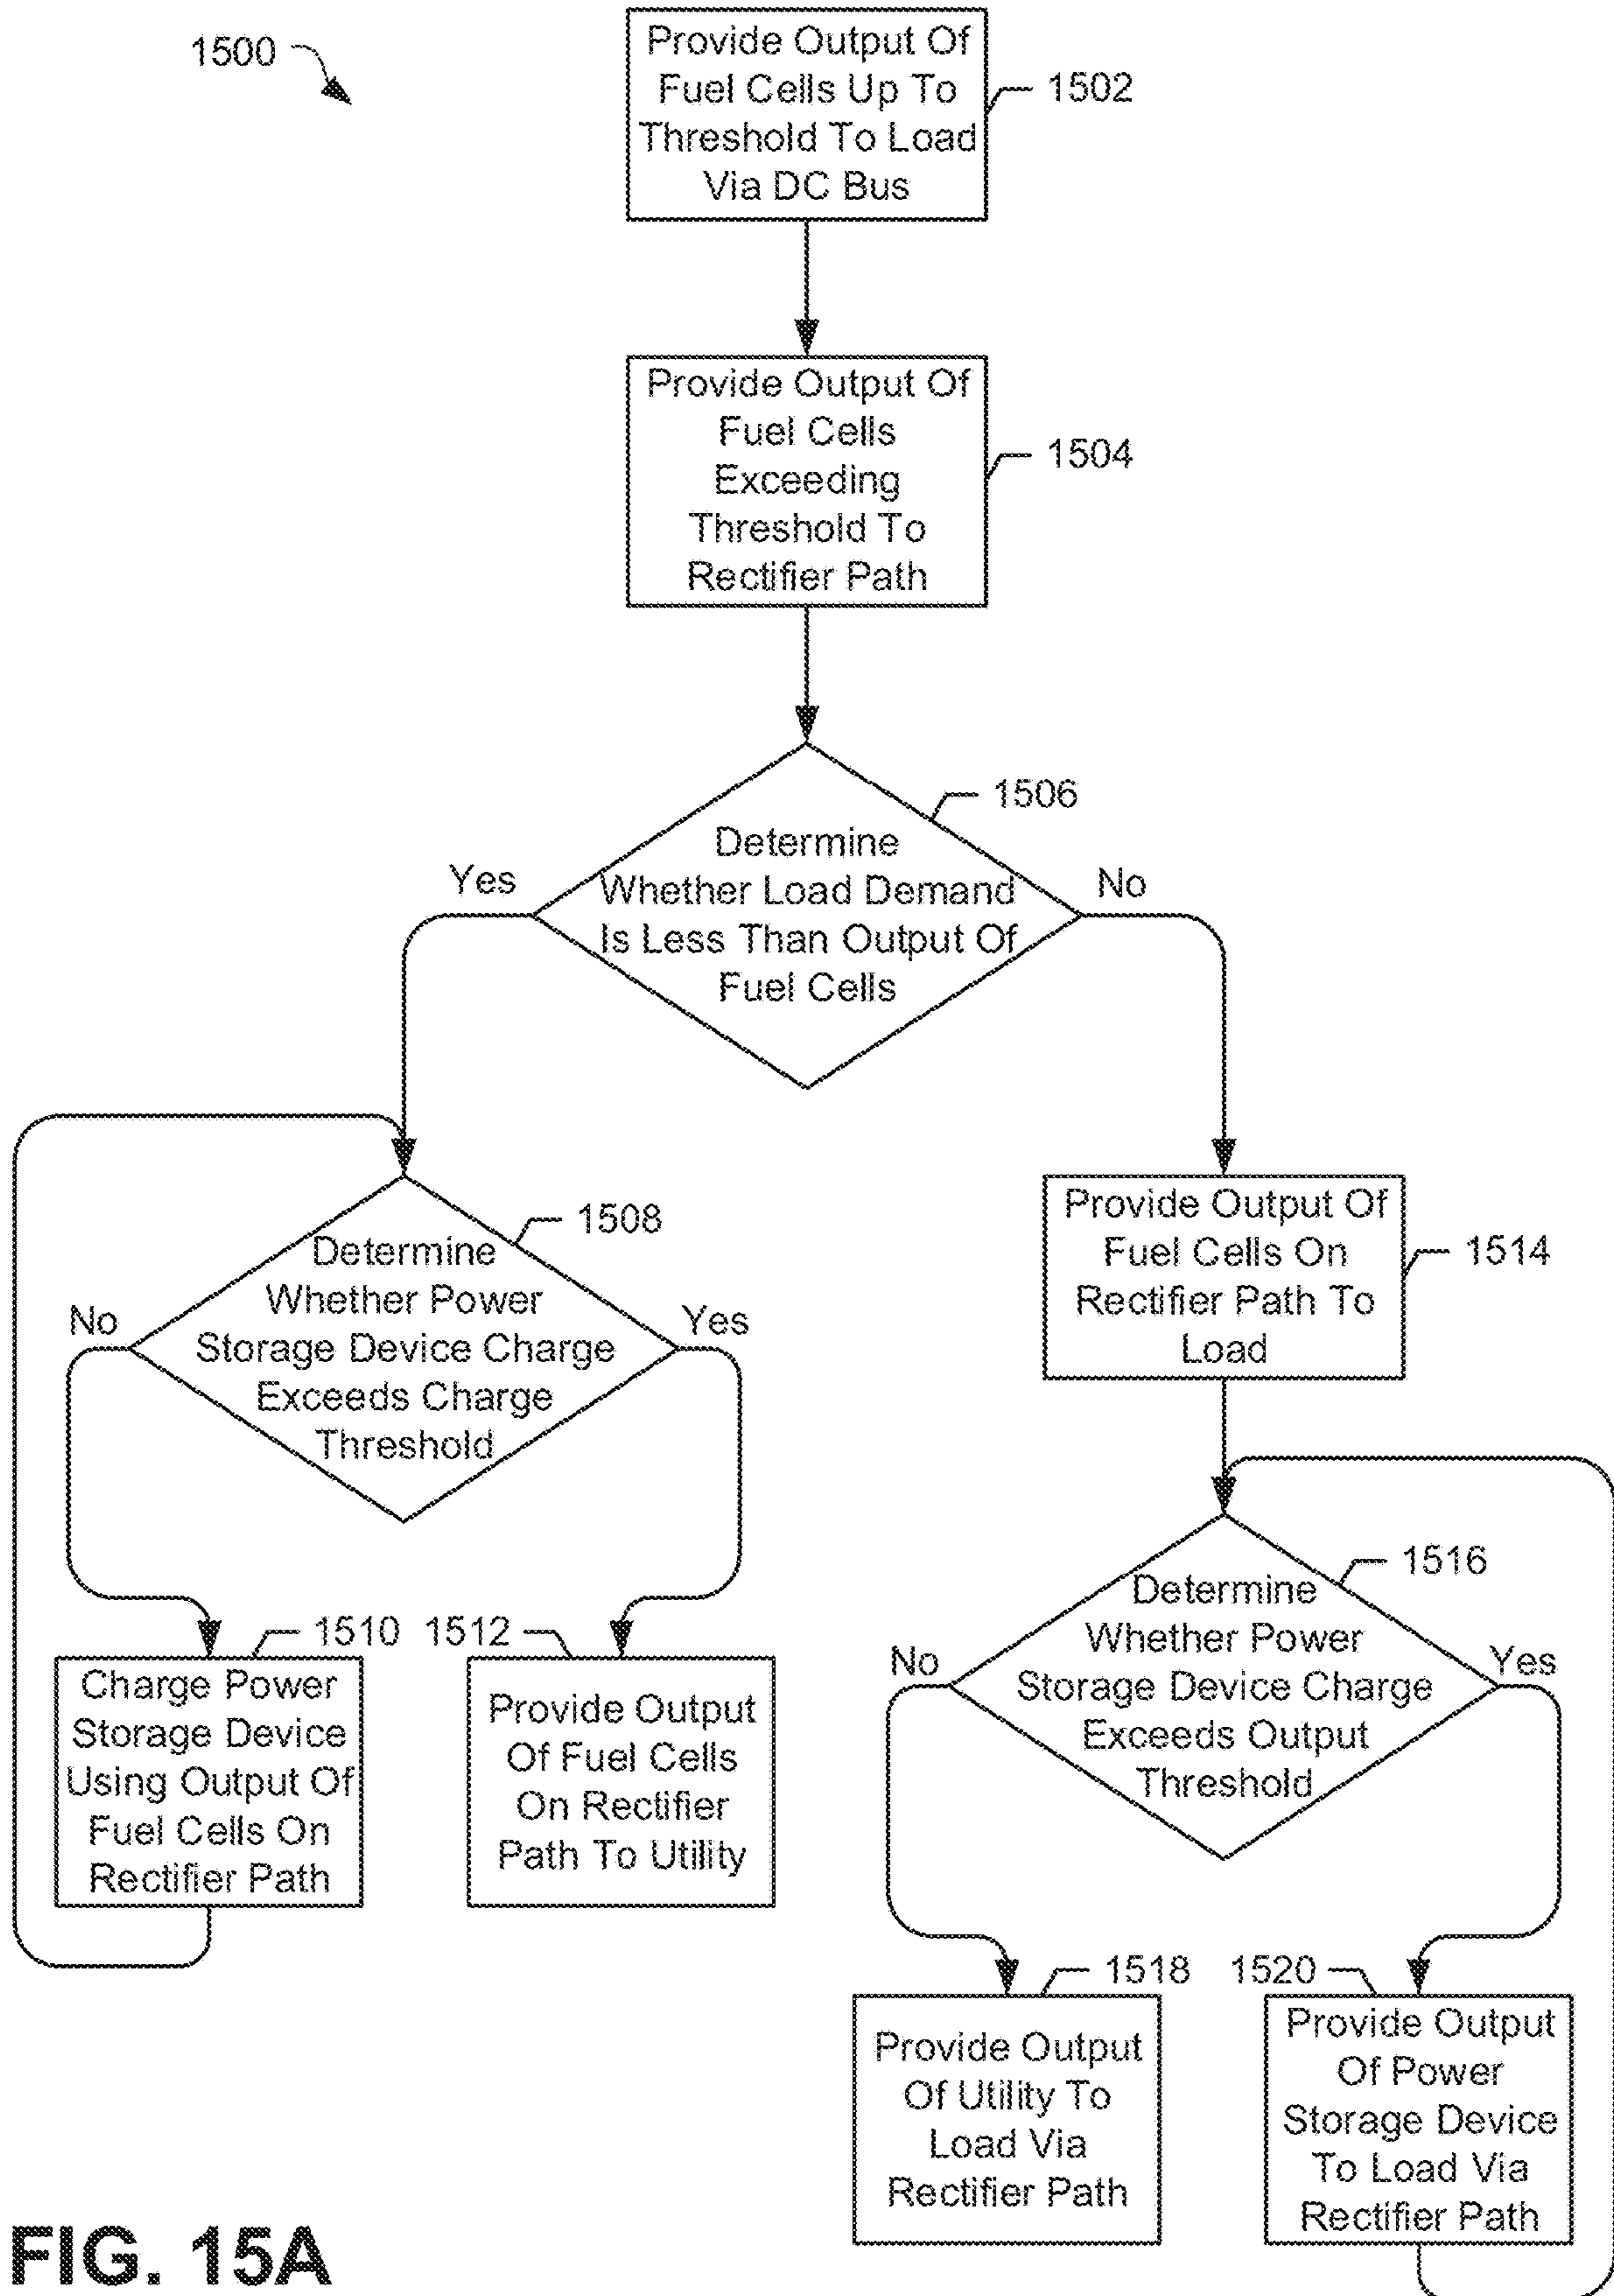 1500
Provide Output Of
Fuel Cells Up To
Threshold To Load
Via DC Bus
1502
Provide Output Of
Fuel Cells
Exceeding
Threshold To
Rectifier Path
1504
1506
Determine
Whether Load Demand
Is Less Than Output Of
Fuel Cells
Yes
No
1508
Determine
Whether Power
Storage Device Charge
Exceeds Charge
Threshold
No
Yes
Provide Output Of
Fuel Cells On
Rectifier Path To
Load
1514
1510
1512
Charge Power
Storage Device
Using Output Of
Fuel Cells On
Rectifier Path
Provide Output
Of Fuel Cells
On Rectifier
Path To Utility
1516
Determine
Whether Power
Storage Device Charge
Exceeds Output
Threshold
No
Yes
1518
1520
Provide Output
Of Utility To
Load Via
Rectifier Path
Provide Output
Of Power
Storage Device
To Load Via
Rectifier Path
FIG. 15A